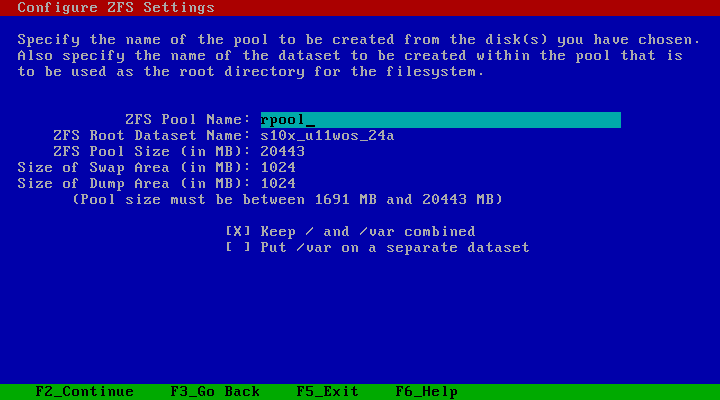 Configure ZFS Settings
Specify the name of the pool to be created from the disk(s) you have chosen.
Also specify the name of the dataset to be created within the pool that is
to be used as the root directory for the filesystem.
ZFS Pool Name: rpool_
ZFS Root Dataset Name: s10x_u11wos_24a
ZFS Pool Size (in MB): 20443
Size of Swap Area (in MB): 1024
Size of Dump Area (in MB): 1024
(Pool size must be between 1691 MB and 20443 MB)
[X] Keep / and /var combined
[ ] Put /var on a separate dataset
F2_Continue F3_Go Back F5_Exit F6_Help